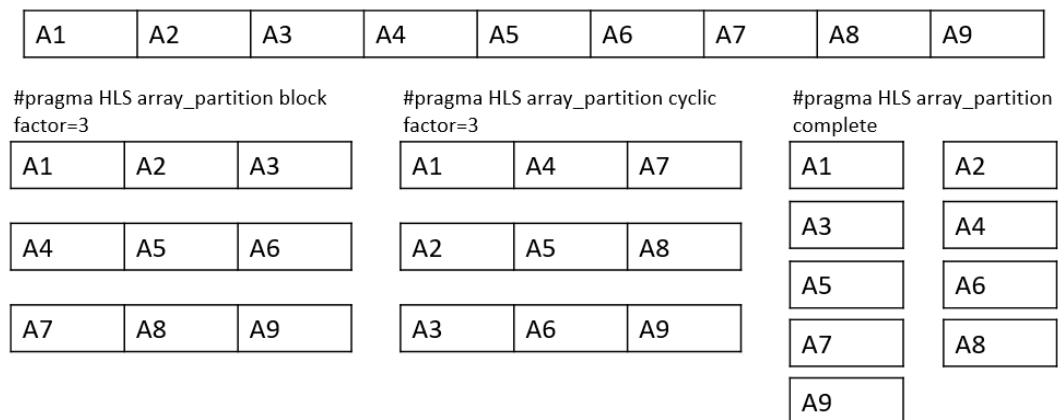 A1 A2 A3 A4 A5 A6 A7 A8 A9
#pragma HLS array_partition block
factor=3
A1 A2 A3
A4 A5 A6
A7 A8 A9
#pragma HLS array_partition cyclic
factor=3
A1 A4 A7
A2 A5 A8
A3 A6 A9
#pragma HLS array_partition
complete
A1 A2
A3 A4
A5 A6
A7 A8
A9